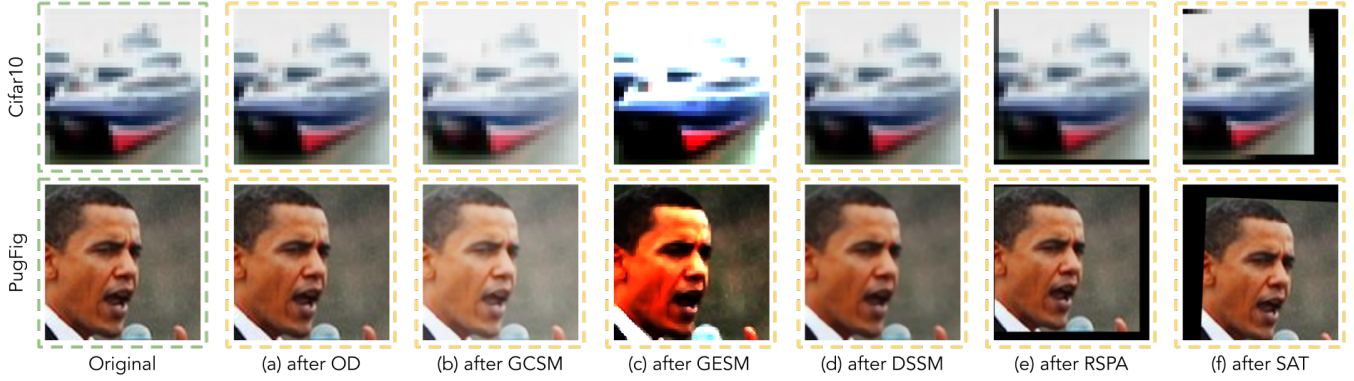 Cifar10
PugFig
Original
(a) after OD
(b) after GCSM
(c) after GESM
(d) after DSSM
(e) after RSPA
(f) after SAT